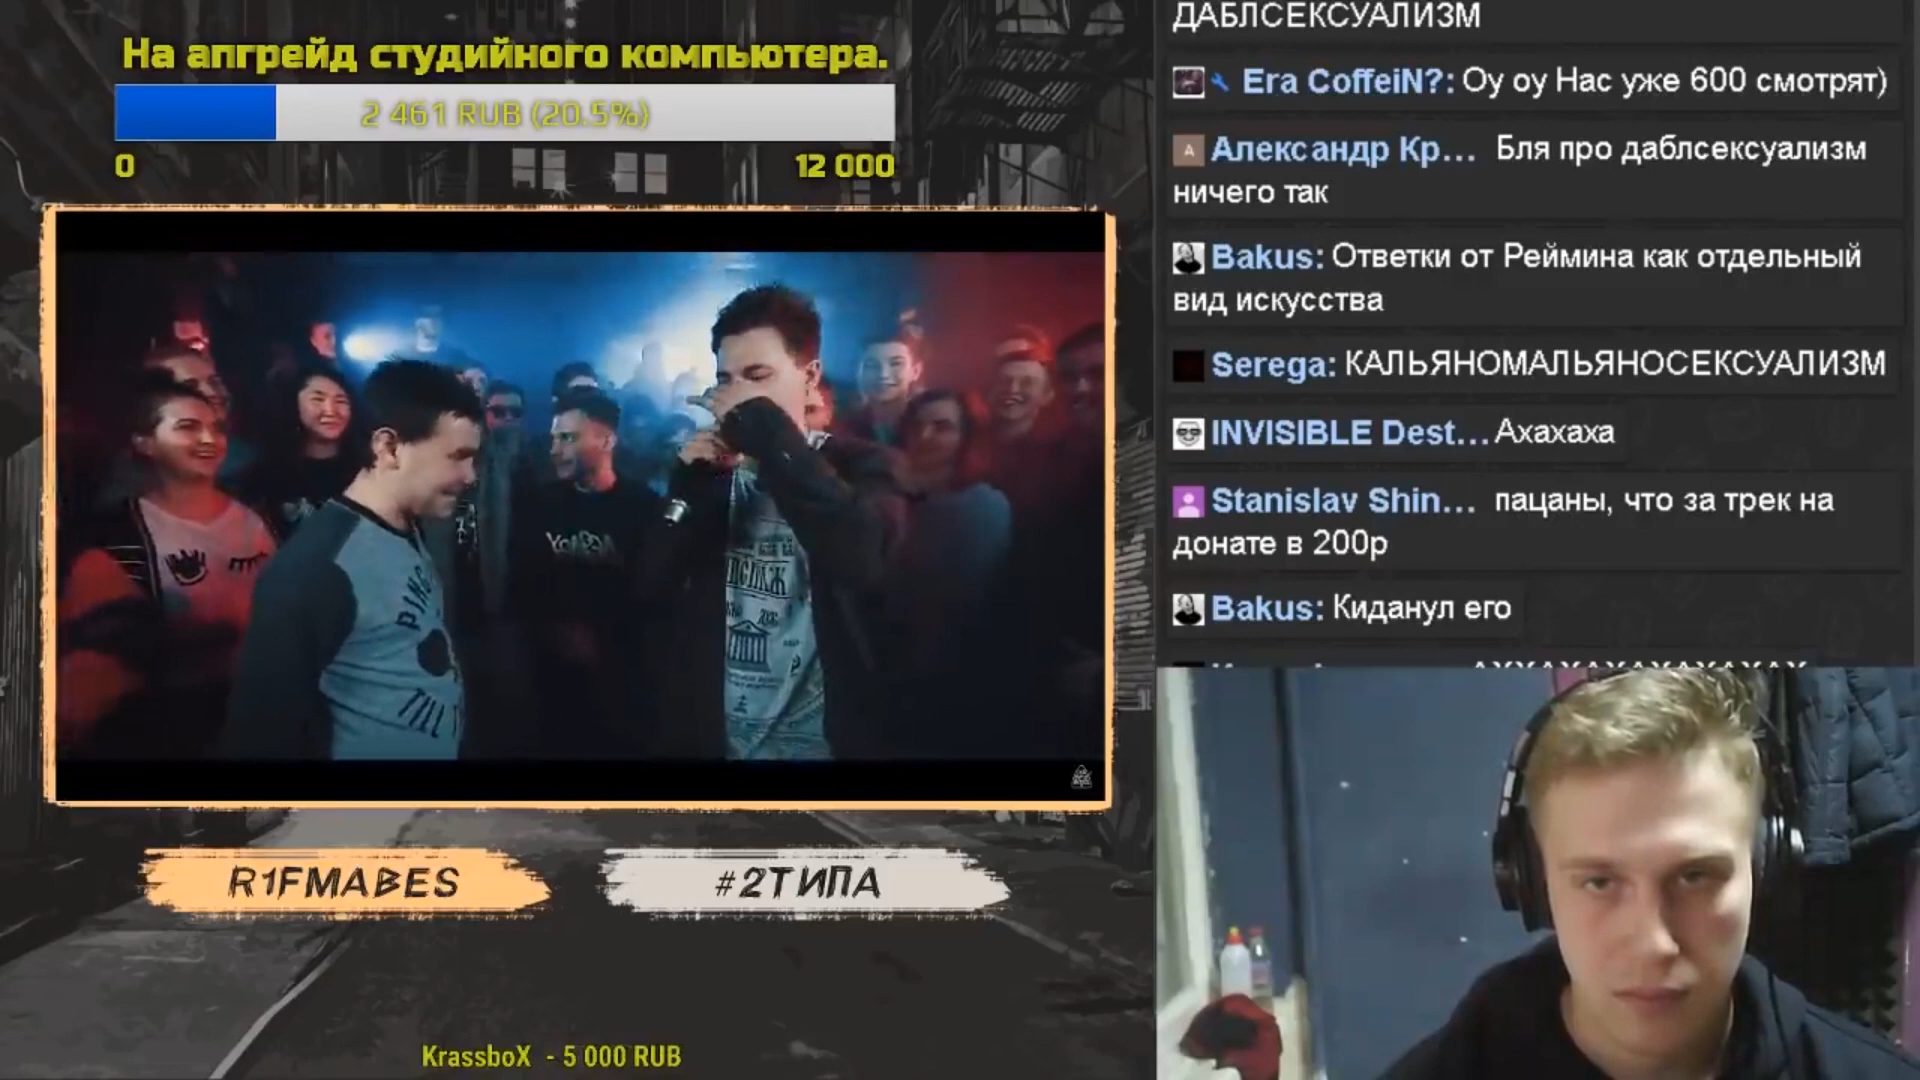 На апгрейд студийного компьютера.
2 461 RUB (20.5%)
0
12 000
R1FMABES
#2ТИПА
KrassboX - 5 000 RUB
ДАБЛСЕКСУАЛИЗМ
Era CoffeiN?: Оу оу Нас уже 600 смотрят)
Александр Кр... Бля про даблсексуализм
ничего так
Bakus: Ответки от Реймина как отдельный
вид искусства
Serega: КАЛЬЯНОМАЛЬЯНОСЕКСУАЛИЗМ
INVISIBLE Dest... Ахахаха
Stanislav Shin... пацаны, что за трек на
донате в 200р
Bakus: Киданул его